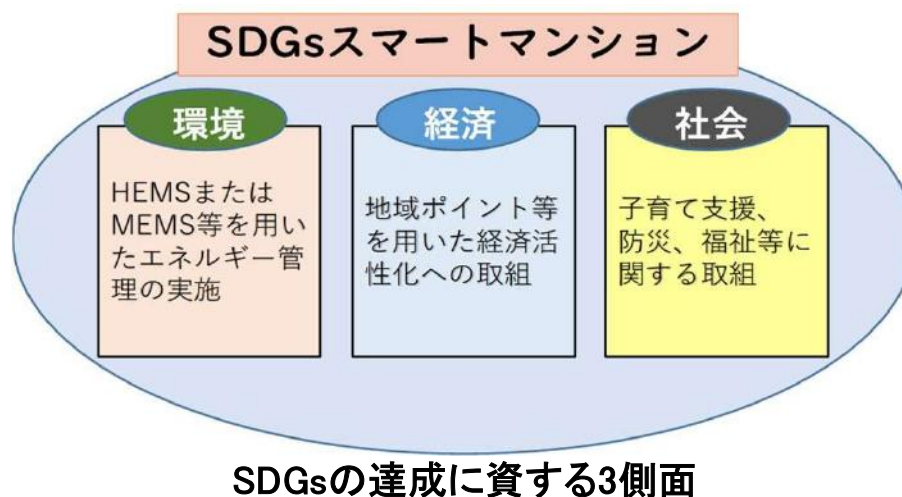 SDGsスマートマンション
環境
HEMSまたは
MEMS等を用い
たエネルギー管
理の実施
経済
地域ポイント等
を用いた経済活
性化への取組
社会
子育て支援、
防災、福祉等に
関する取組
SDGsの達成に資する3側面